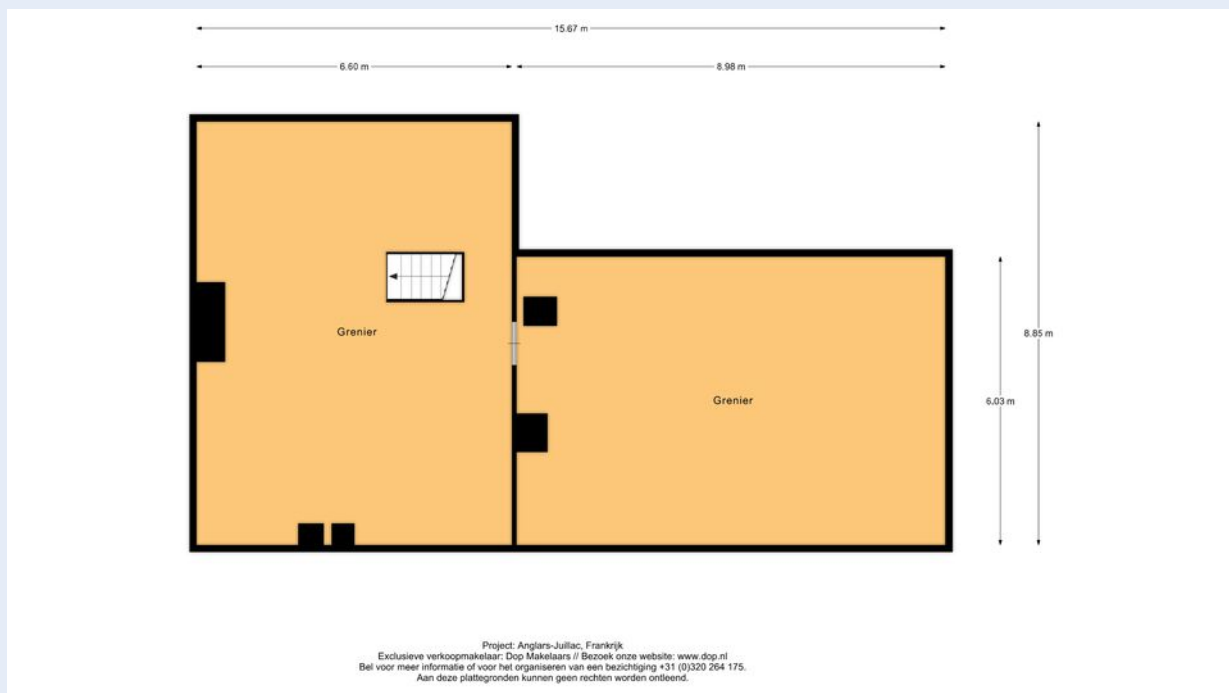 15.67 m
6.60 m
8.98 m
Grenier
8.85 m
Grenier
6.03 m
Project: Anglars-Juillac, Frankrijk
Exclusieve verkoopmakelaar: Dop Makelaars // Bezoek onze website: www.dop.nl
Bel voor meer informatie of voor het organiseren van een bezichtiging +31 (0)320 264 175.
Aan deze plattegronden kunnen geen rechten worden ontleend.